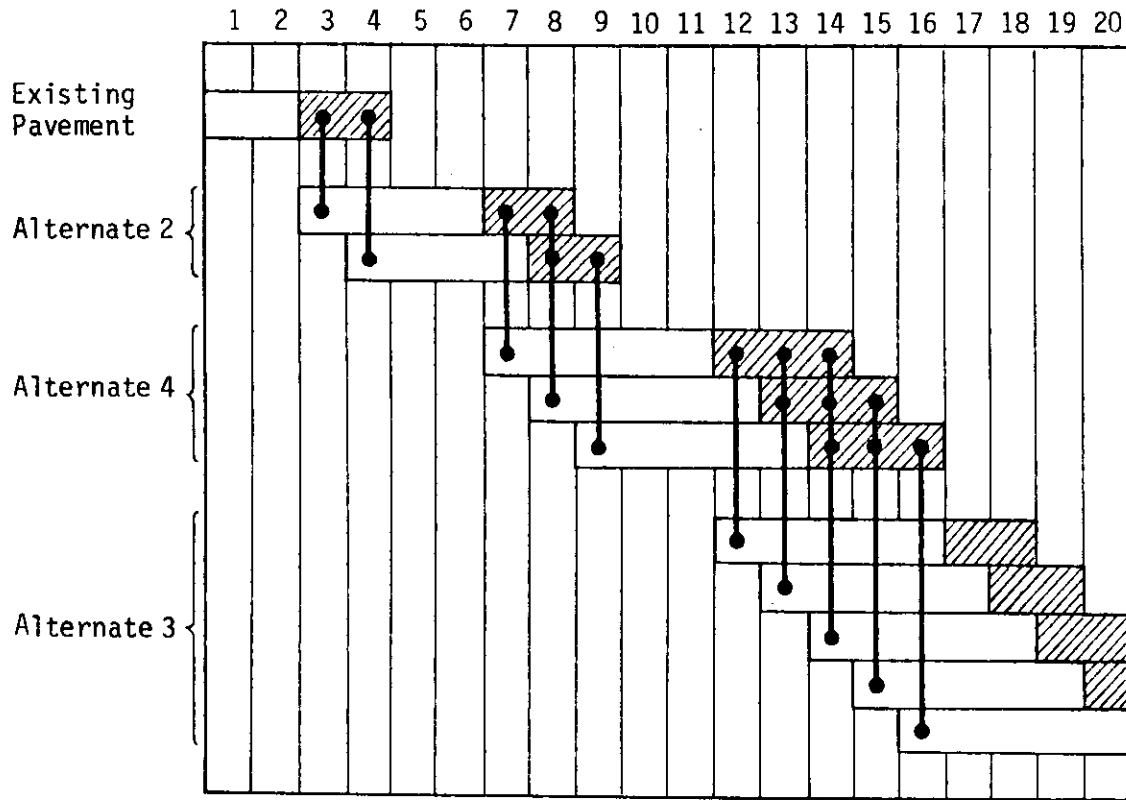 1 2 3 4 5 6 7 8 9 10 11 12 13 14 15 16 17 18 19 20
Existing
Pavement
Alternate 2
Alternate 4
Alternate 3